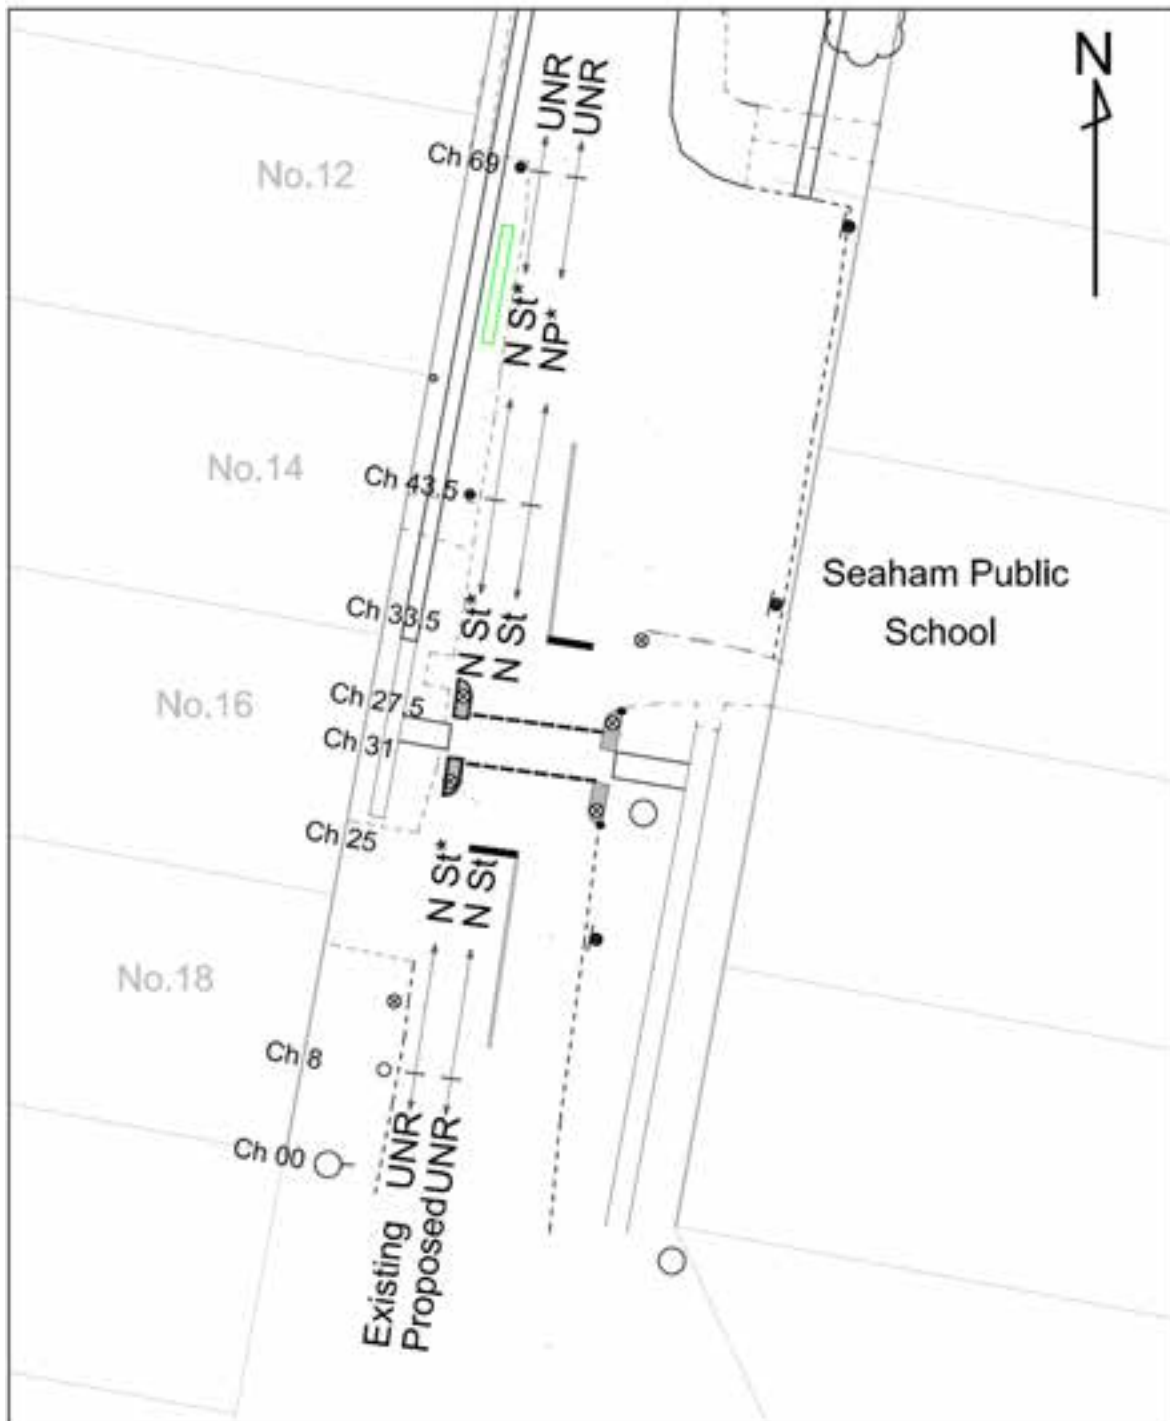 N
UNR
UNR
Ch 69
No.12
N St*
NP*
No.14
Ch 43.5
Seaham Public
School
Ch 33.5
N St*
N St
No.16
Ch 27.5
Ch 31
Ch 25
N St*
N St
No.18
Ch 8
Ch 00
Existing UNR
Proposed UNR